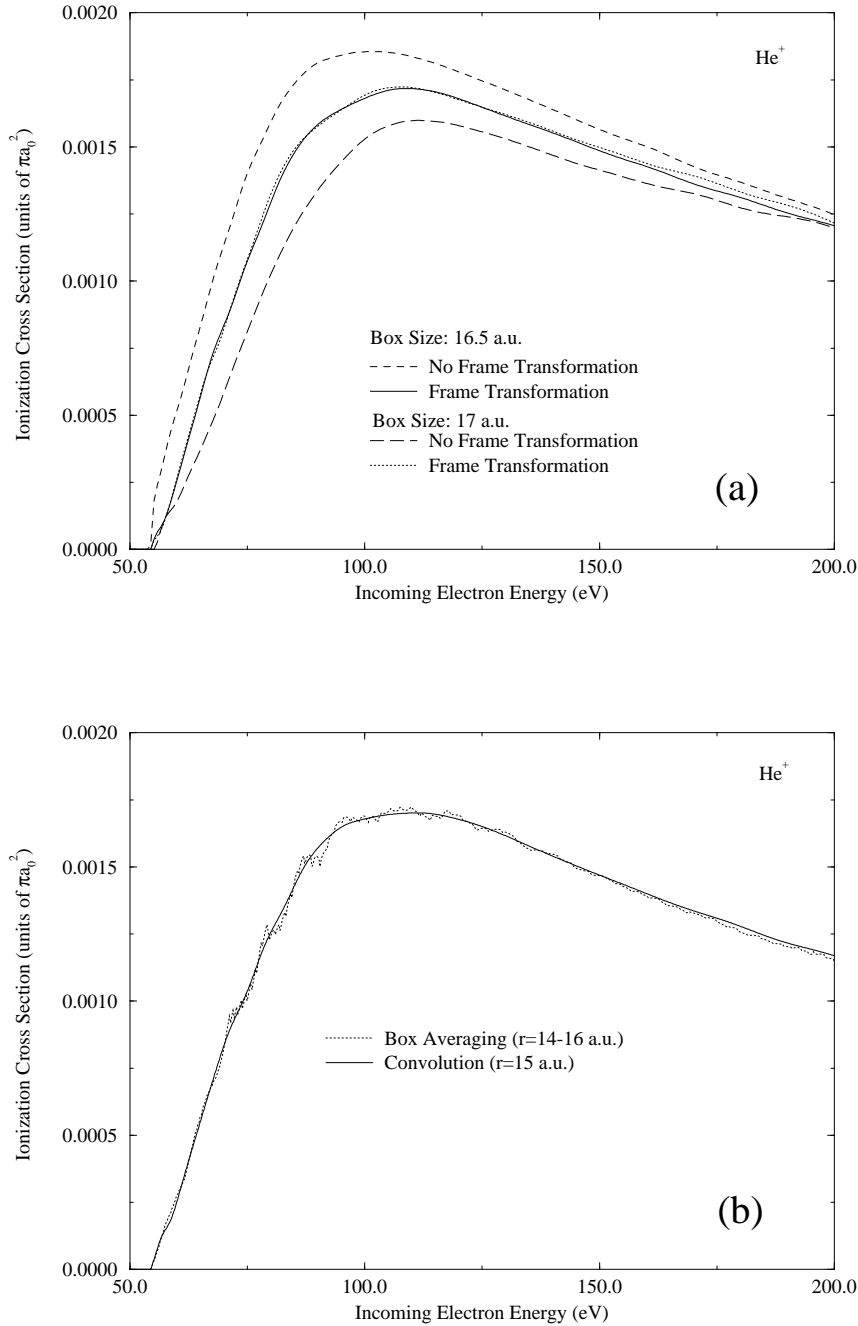 0.0020
He⁺
0.0015
Ionization Cross Section (units of πa₀²)
0.0010
Box Size: 16.5 a.u.
No Frame Transformation
Frame Transformation
Box Size: 17 a.u.
No Frame Transformation
Frame Transformation
0.0005
(a)
0.0000
50.0 100.0 150.0 200.0
Incoming Electron Energy (eV)
0.0020
He⁺
0.0015
Ionization Cross Section (units of πa₀²)
0.0010
Box Averaging (r=14-16 a.u.)
Convolution (r=15 a.u.)
0.0005
(b)
0.0000
50.0 100.0 150.0 200.0
Incoming Electron Energy (eV)